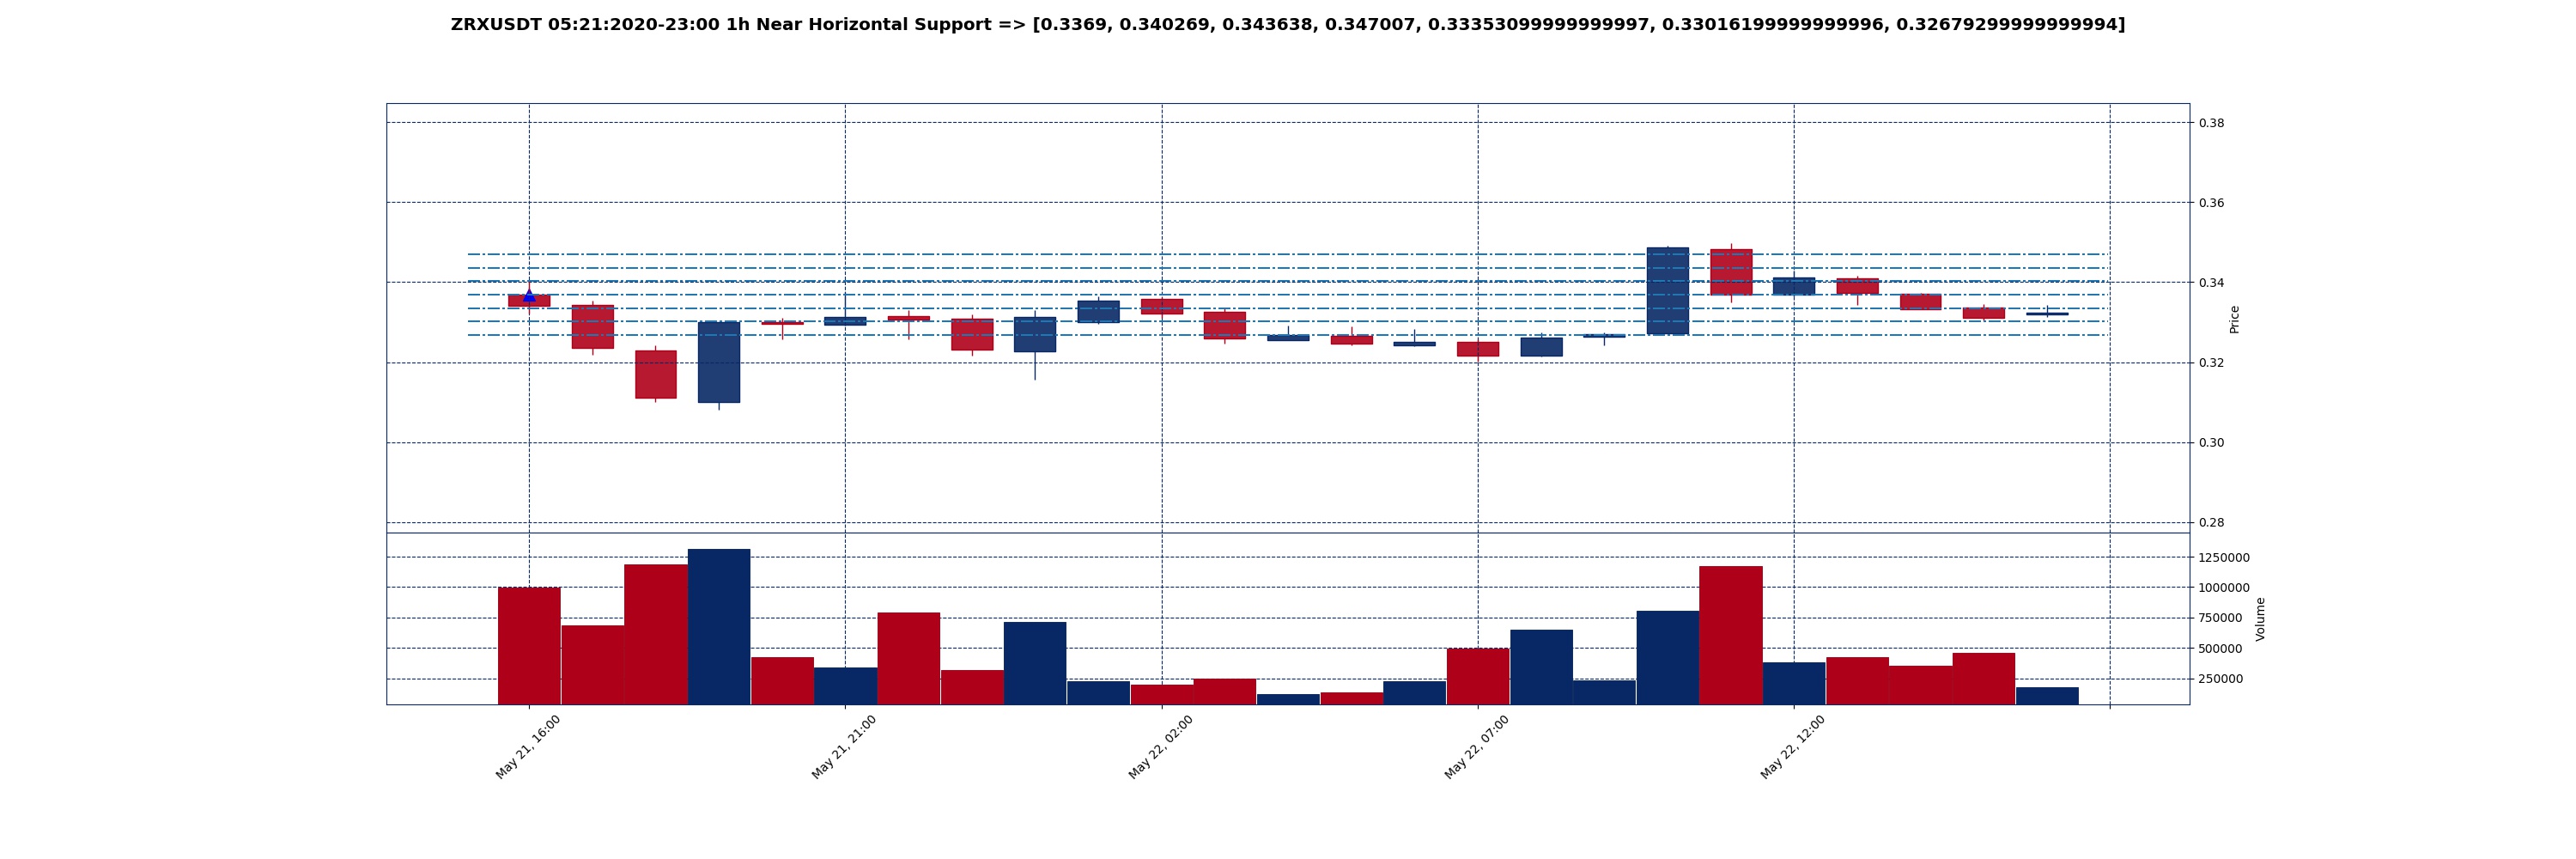 ZRXUSDT 05:21:2020-23:00 1h Near Horizontal Support => [0.3369, 0.340269, 0.343638, 0.347007, 0.33353099999999997, 0.33016199999999996, 0.32679299999999994]
0.38
0.36
0.34
0.32
0.30
0.28
Price
1250000
1000000
750000
500000
250000
Volume
May 21, 16:00
May 21, 21:00
May 22, 02:00
May 22, 07:00
May 22, 12:00